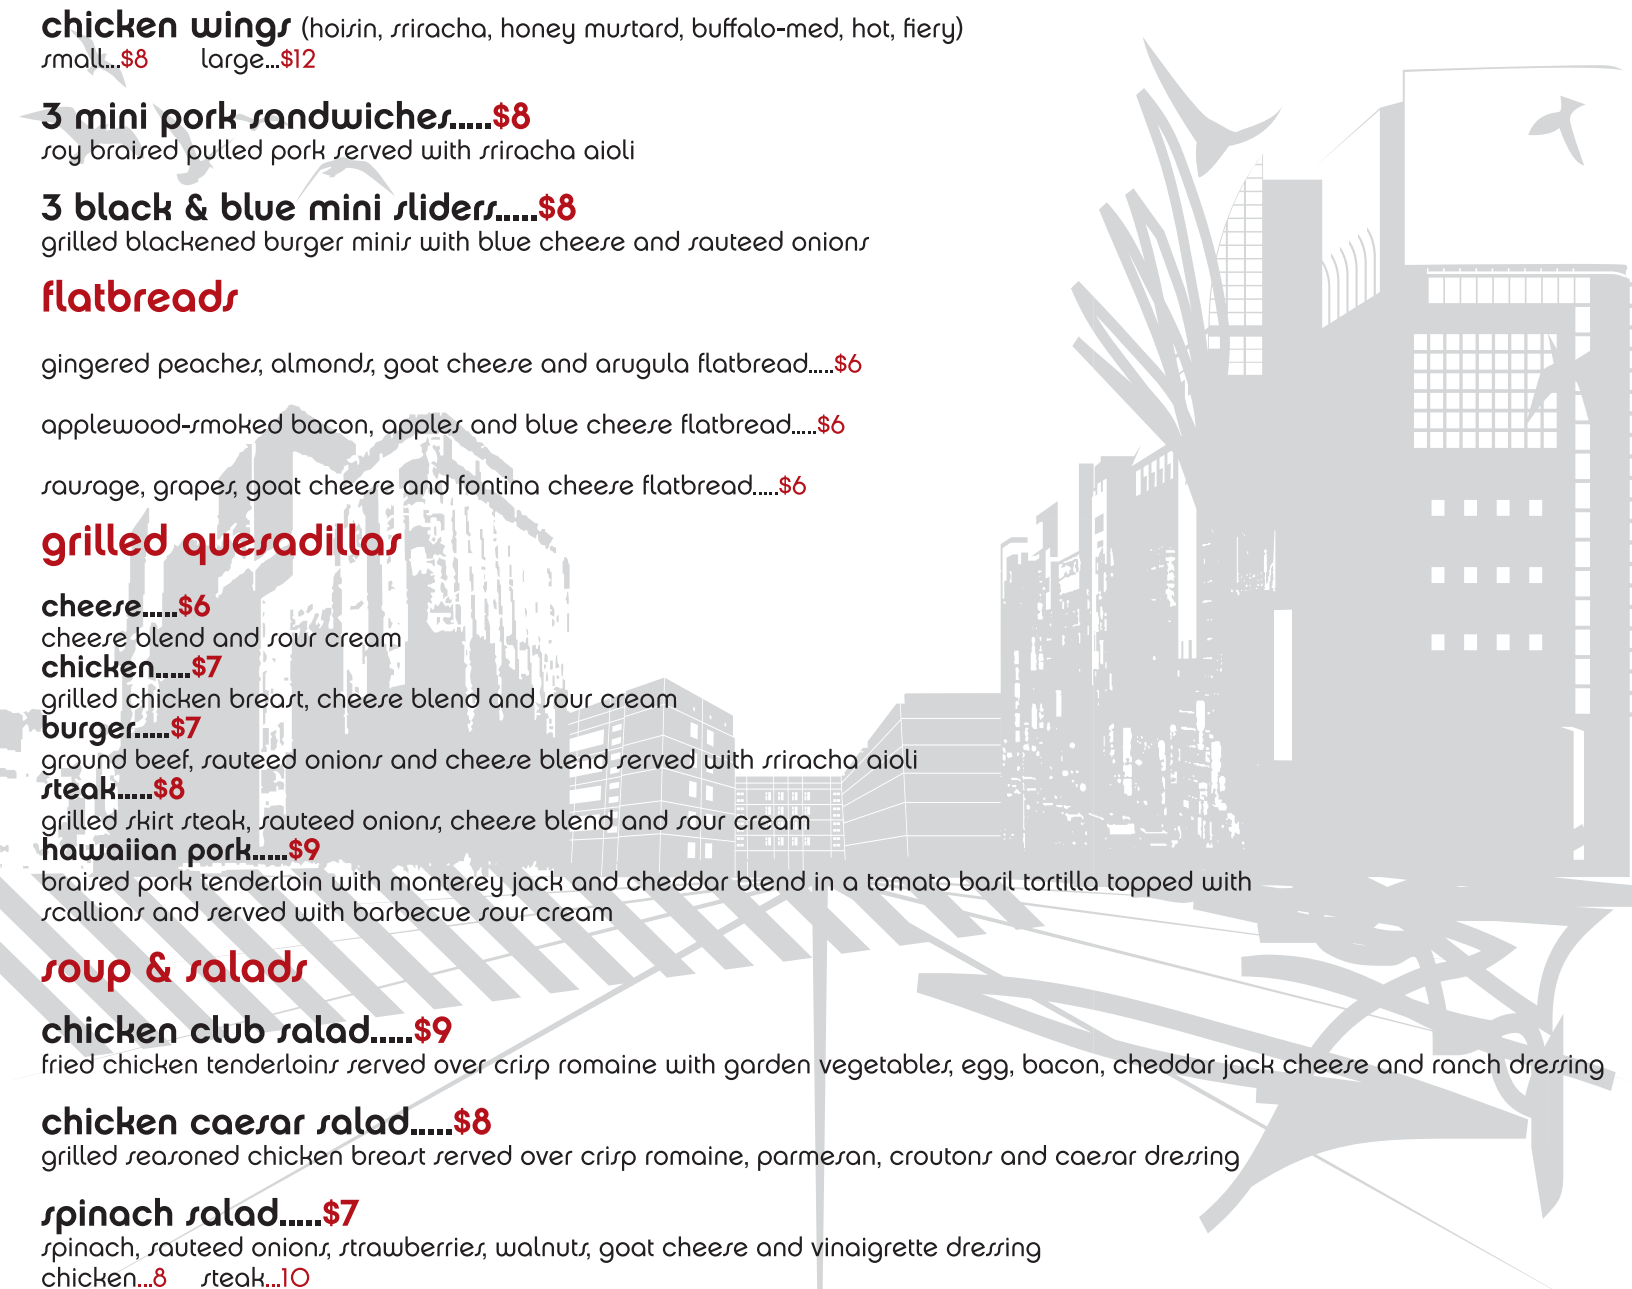 chicken wings (hoisin, sriracha, honey mustard, buffalo-med, hot, fiery)
small...$8 large...$12
3 mini pork sandwiches.....$8
soy braised pulled pork served with sriracha aioli
3 black & blue mini sliders.....$8
grilled blackened burger minis with blue cheese and sauteed onions
flatbreads
gingered peaches, almonds, goat cheese and arugula flatbread.....$6
applewood-smoked bacon, apples and blue cheese flatbread.....$6
sausage, grapes, goat cheese and fontina cheese flatbread.....$6
grilled quesadillas
cheese.....$6
cheese blend and sour cream
chicken.....$7
grilled chicken breast, cheese blend and sour cream
burger.....$7
ground beef, sauteed onions and cheese blend served with sriracha aioli
steak.....$8
grilled skirt steak, sauteed onions, cheese blend and sour cream
hawaiian pork.....$9
braised pork tenderloin with monterey jack and cheddar blend in a tomato basil tortilla topped with
scallions and served with barbecue sour cream
soup & salads
chicken club salad.....$9
fried chicken tenderloins served over crisp romaine with garden vegetables, egg, bacon, cheddar jack cheese and ranch dressing
chicken caesar salad.....$8
grilled seasoned chicken breast served over crisp romaine, parmesan, croutons and caesar dressing
spinach salad.....$7
spinach, sauteed onions, strawberries, walnuts, goat cheese and vinaigrette dressing
chicken...8 steak...10